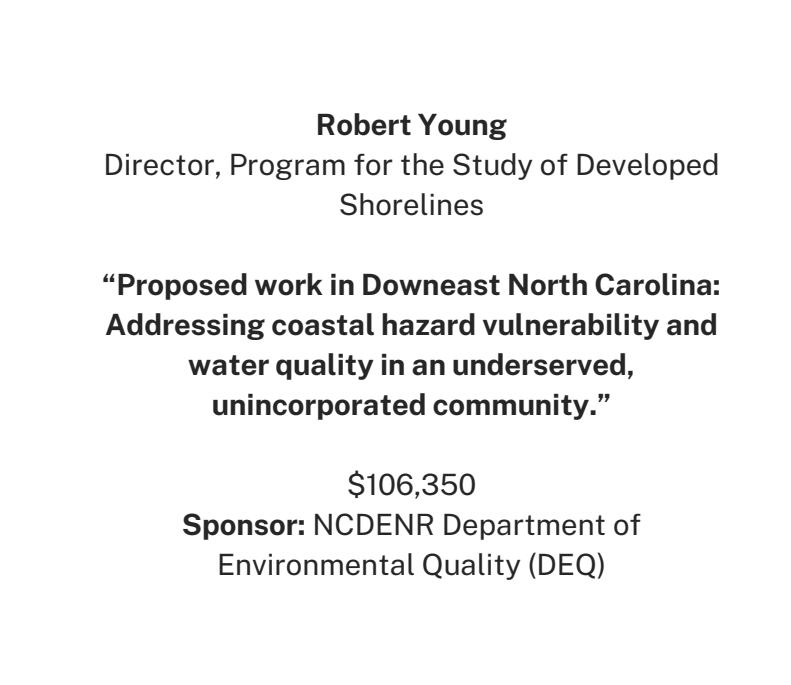 Robert Young
Director, Program for the Study of Developed
Shorelines
“Proposed work in Downeast North Carolina:
Addressing coastal hazard vulnerability and
water quality in an underserved,
unincorporated community.”
$106,350
Sponsor: NCDENR Department of
Environmental Quality (DEQ)